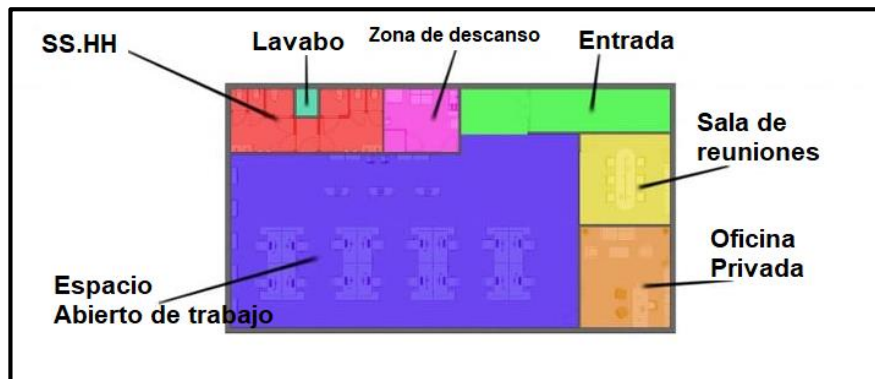 SS.HH
Lavabo
Zona de descanso
Entrada
Sala de
reuniones
Oficina
Privada
Espacio
Abierto de trabajo